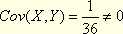 Cov(X,Y) = 1/36 ≠ 0